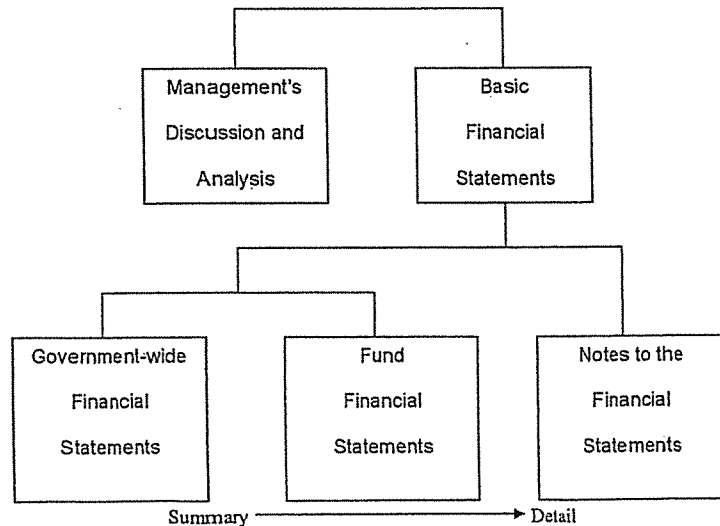 Management's
Discussion and
Analysis
Basic
Financial
Statements
Government-wide
Financial
Statements
Fund
Financial
Statements
Notes to the
Financial
Statements
Summary
Detail